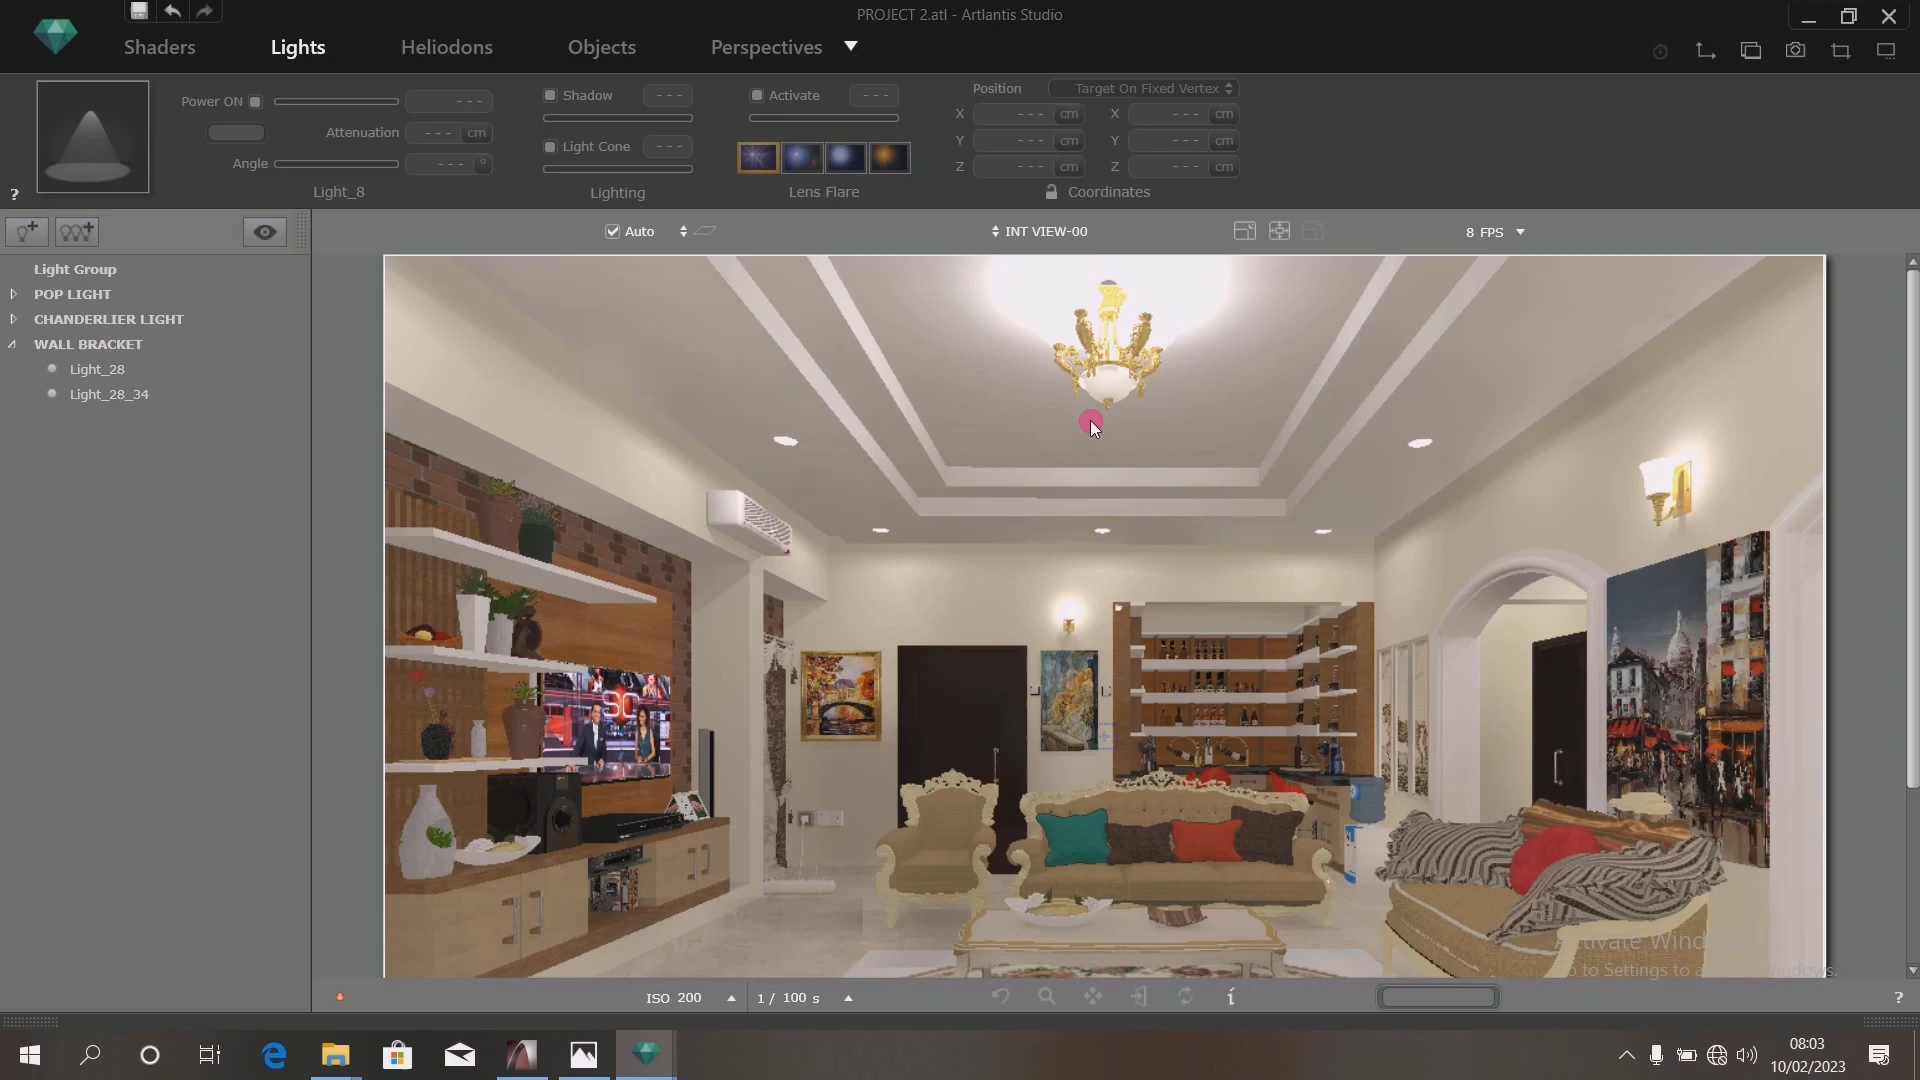 PROJECT 2.atl - Artlantis Studio
Shaders
Lights
Heliodons
Objects
Perspectives
Power ON
- - -
Attenuation
- - -
cm
Angle
- - -
°
Light_8
Shadow
- - -
Light Cone
- - -
Lighting
Activate
- - -
Lens Flare
Position
Target On Fixed Vertex
X - - - cm X - - - cm
Y - - - cm Y - - - cm
Z - - - cm Z - - - cm
Coordinates
?
Auto
INT VIEW-00
8 FPS
Light Group
POP LIGHT
CHANDERLIER LIGHT
WALL BRACKET
Light_28
Light_28_34
ISO 200
1 / 100 s
i
?
08:03
10/02/2023